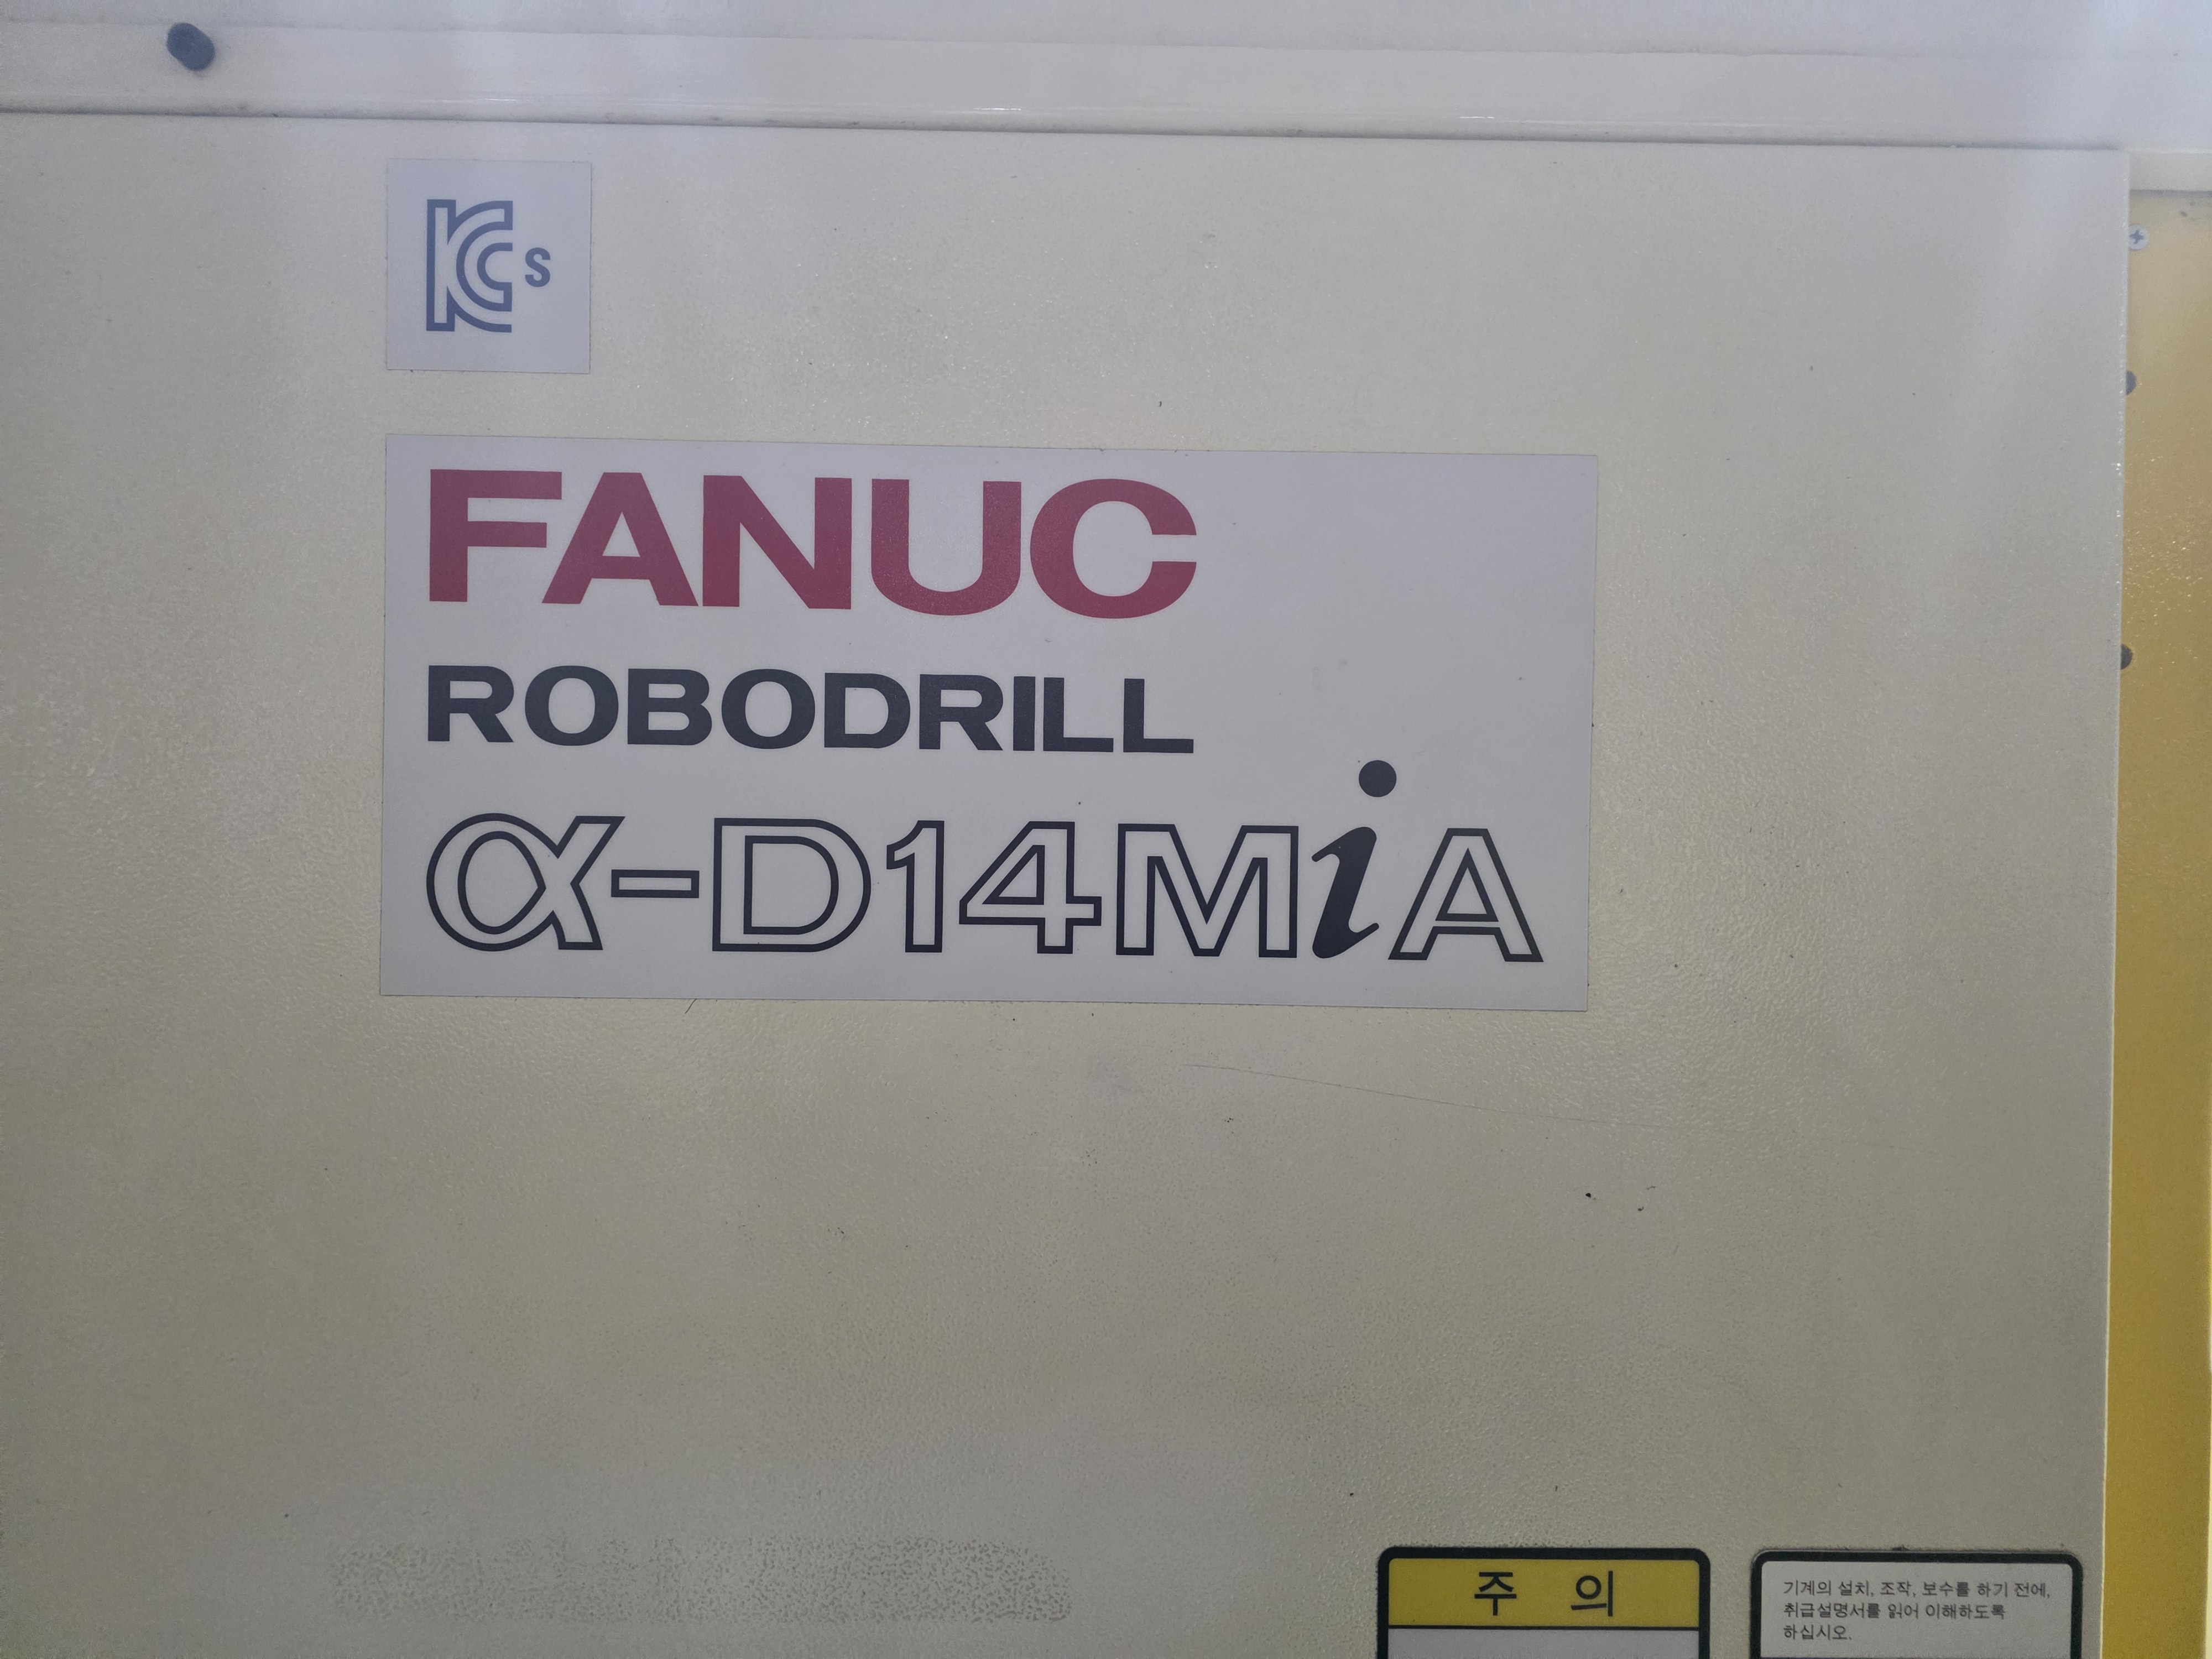 KCs
FANUC
ROBODRILL
α-D14MiA
주 의
기계의 설치, 조작, 보수를 하기 전에,
취급설명서를 읽어 이해하도록
하십시오.